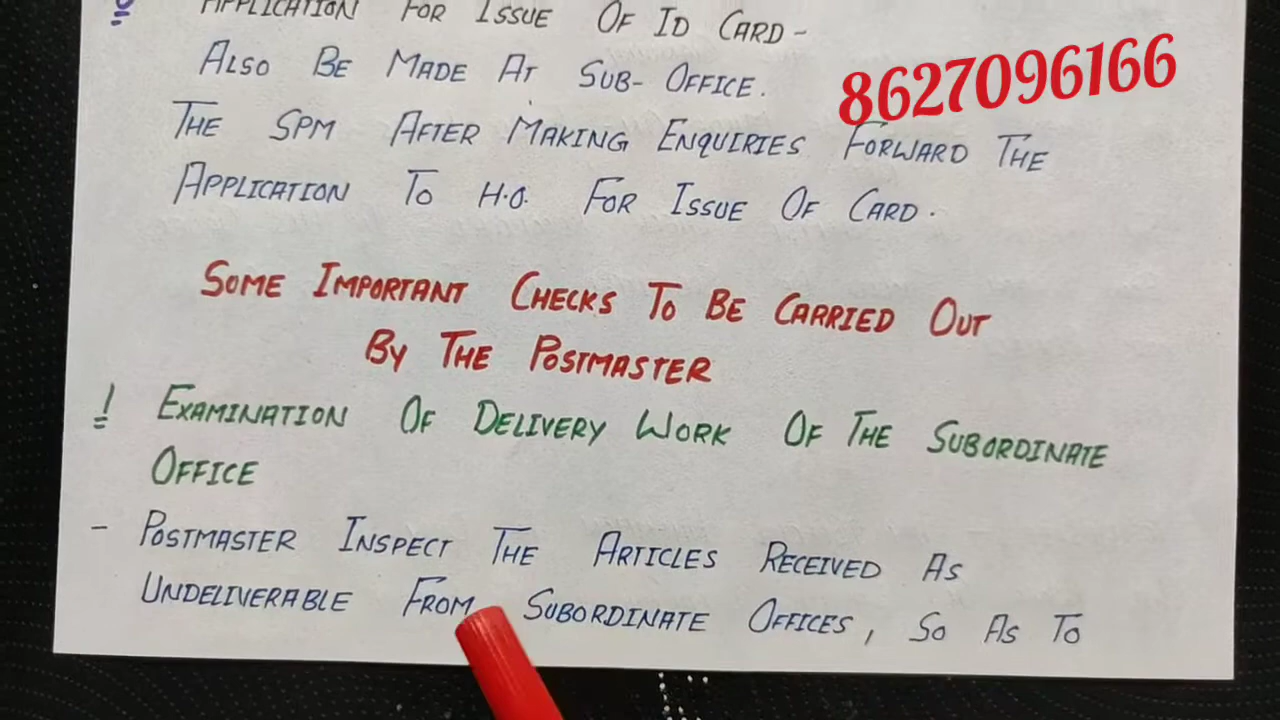 APPLICATION FOR ISSUE OF ID CARD-
ALSO BE MADE AT SUB-OFFICE.
8627096166
THE SPM AFTER MAKING ENQUIRIES FORWARD THE
APPLICATION TO H.O. FOR ISSUE OF CARD.
SOME IMPORTANT CHECKS TO BE CARRIED OUT
BY THE POSTMASTER
! EXAMINATION OF DELIVERY WORK OF THE SUBORDINATE
OFFICE
- POSTMASTER INSPECT THE ARTICLES RECEIVED AS
UNDELIVERABLE FROM SUBORDINATE OFFICES, SO AS TO